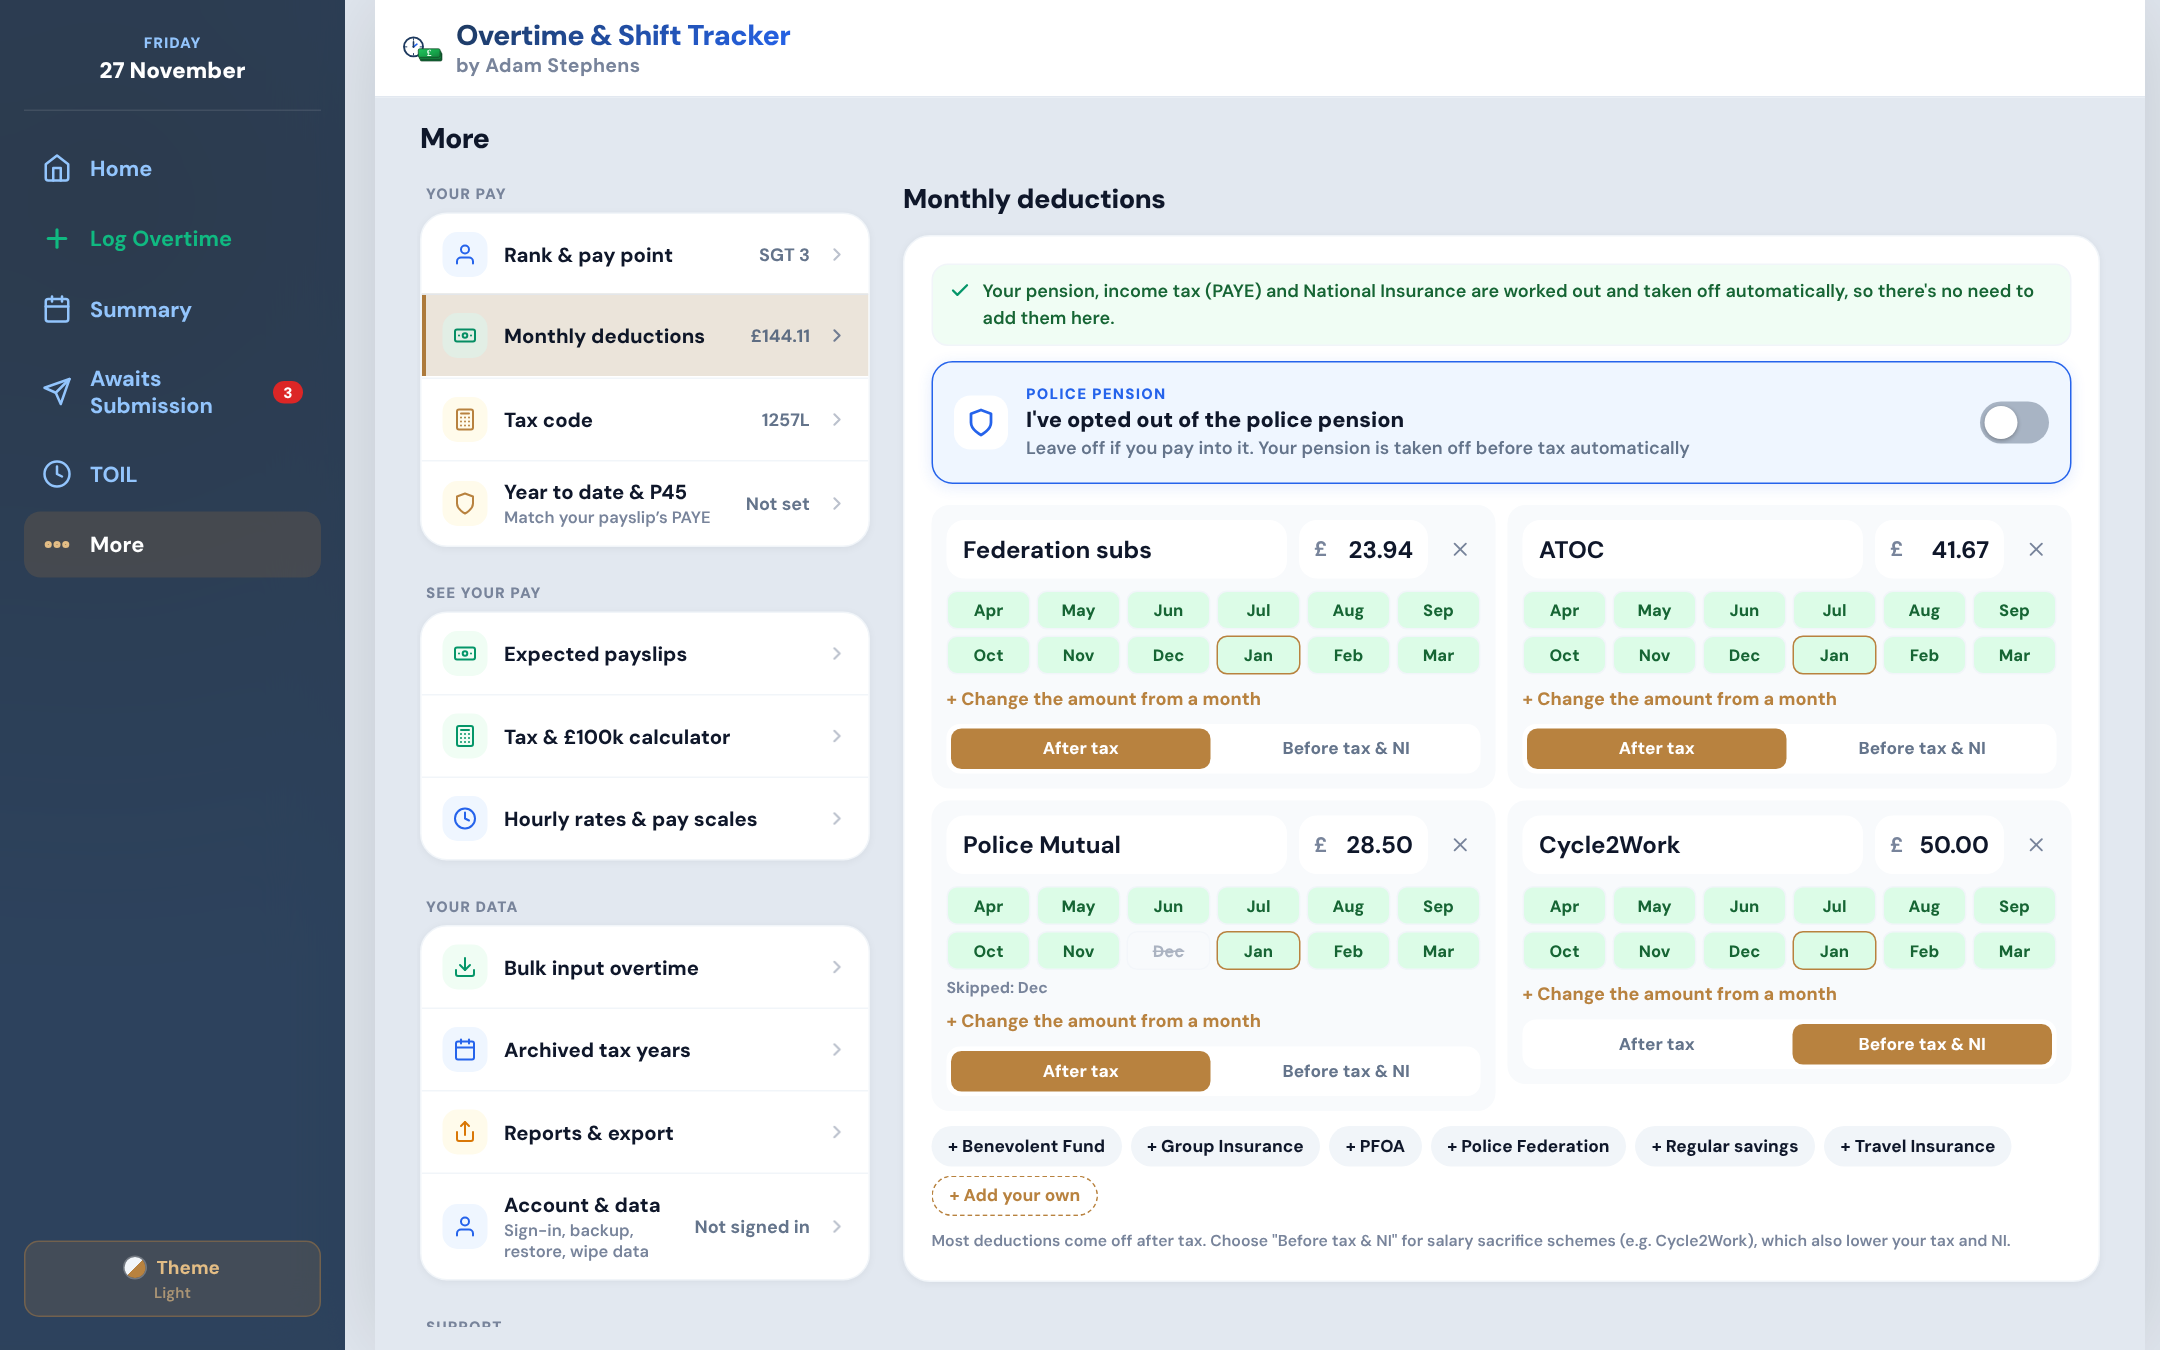 FRIDAY
27 November
Home
Log Overtime
Summary
Awaits
Submission
3
TOIL
More
Theme
Light
£
Overtime & Shift Tracker
by Adam Stephens
More
YOUR PAY
Rank & pay point
SGT 3
Monthly deductions
£144.11
Tax code
1257L
Year to date & P45
Match your payslip’s PAYE
Not set
SEE YOUR PAY
Expected payslips
Tax & £100k calculator
Hourly rates & pay scales
YOUR DATA
Bulk input overtime
Archived tax years
Reports & export
Account & data
Sign-in, backup,
restore, wipe data
Not signed in
SUPPORT
Monthly deductions
Your pension, income tax (PAYE) and National Insurance are worked out and taken off automatically, so there's no need to
add them here.
POLICE PENSION
I've opted out of the police pension
Leave off if you pay into it. Your pension is taken off before tax automatically
Federation subs £ 23.94
Apr May Jun Jul Aug Sep
Oct Nov Dec Jan Feb Mar
+ Change the amount from a month
After tax Before tax & NI
ATOC £ 41.67
Apr May Jun Jul Aug Sep
Oct Nov Dec Jan Feb Mar
+ Change the amount from a month
After tax Before tax & NI
Police Mutual £ 28.50
Apr May Jun Jul Aug Sep
Oct Nov Dec Jan Feb Mar
Skipped: Dec
+ Change the amount from a month
After tax Before tax & NI
Cycle2Work £ 50.00
Apr May Jun Jul Aug Sep
Oct Nov Dec Jan Feb Mar
+ Change the amount from a month
After tax Before tax & NI
+ Benevolent Fund + Group Insurance + PFOA + Police Federation + Regular savings + Travel Insurance
+ Add your own
Most deductions come off after tax. Choose "Before tax & NI" for salary sacrifice schemes (e.g. Cycle2Work), which also lower your tax and NI.